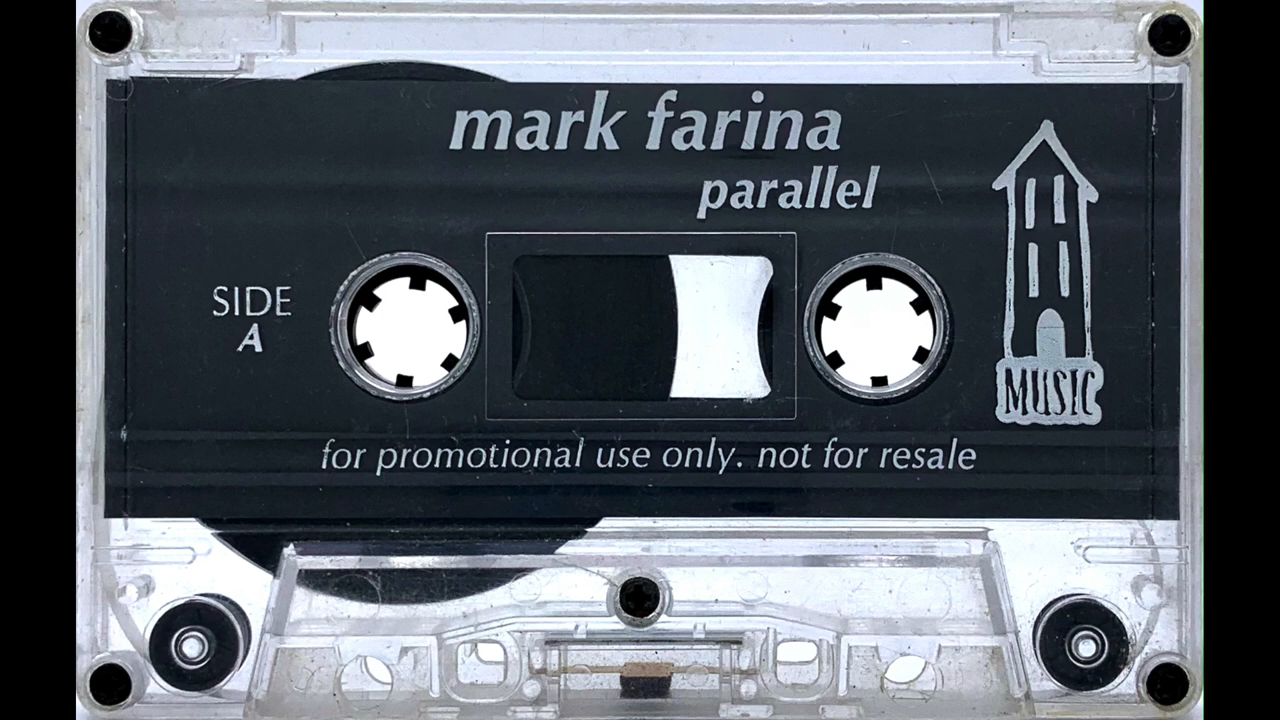 mark farina
parallel
SIDE
A
MUSIC
for promotional use only. not for resale